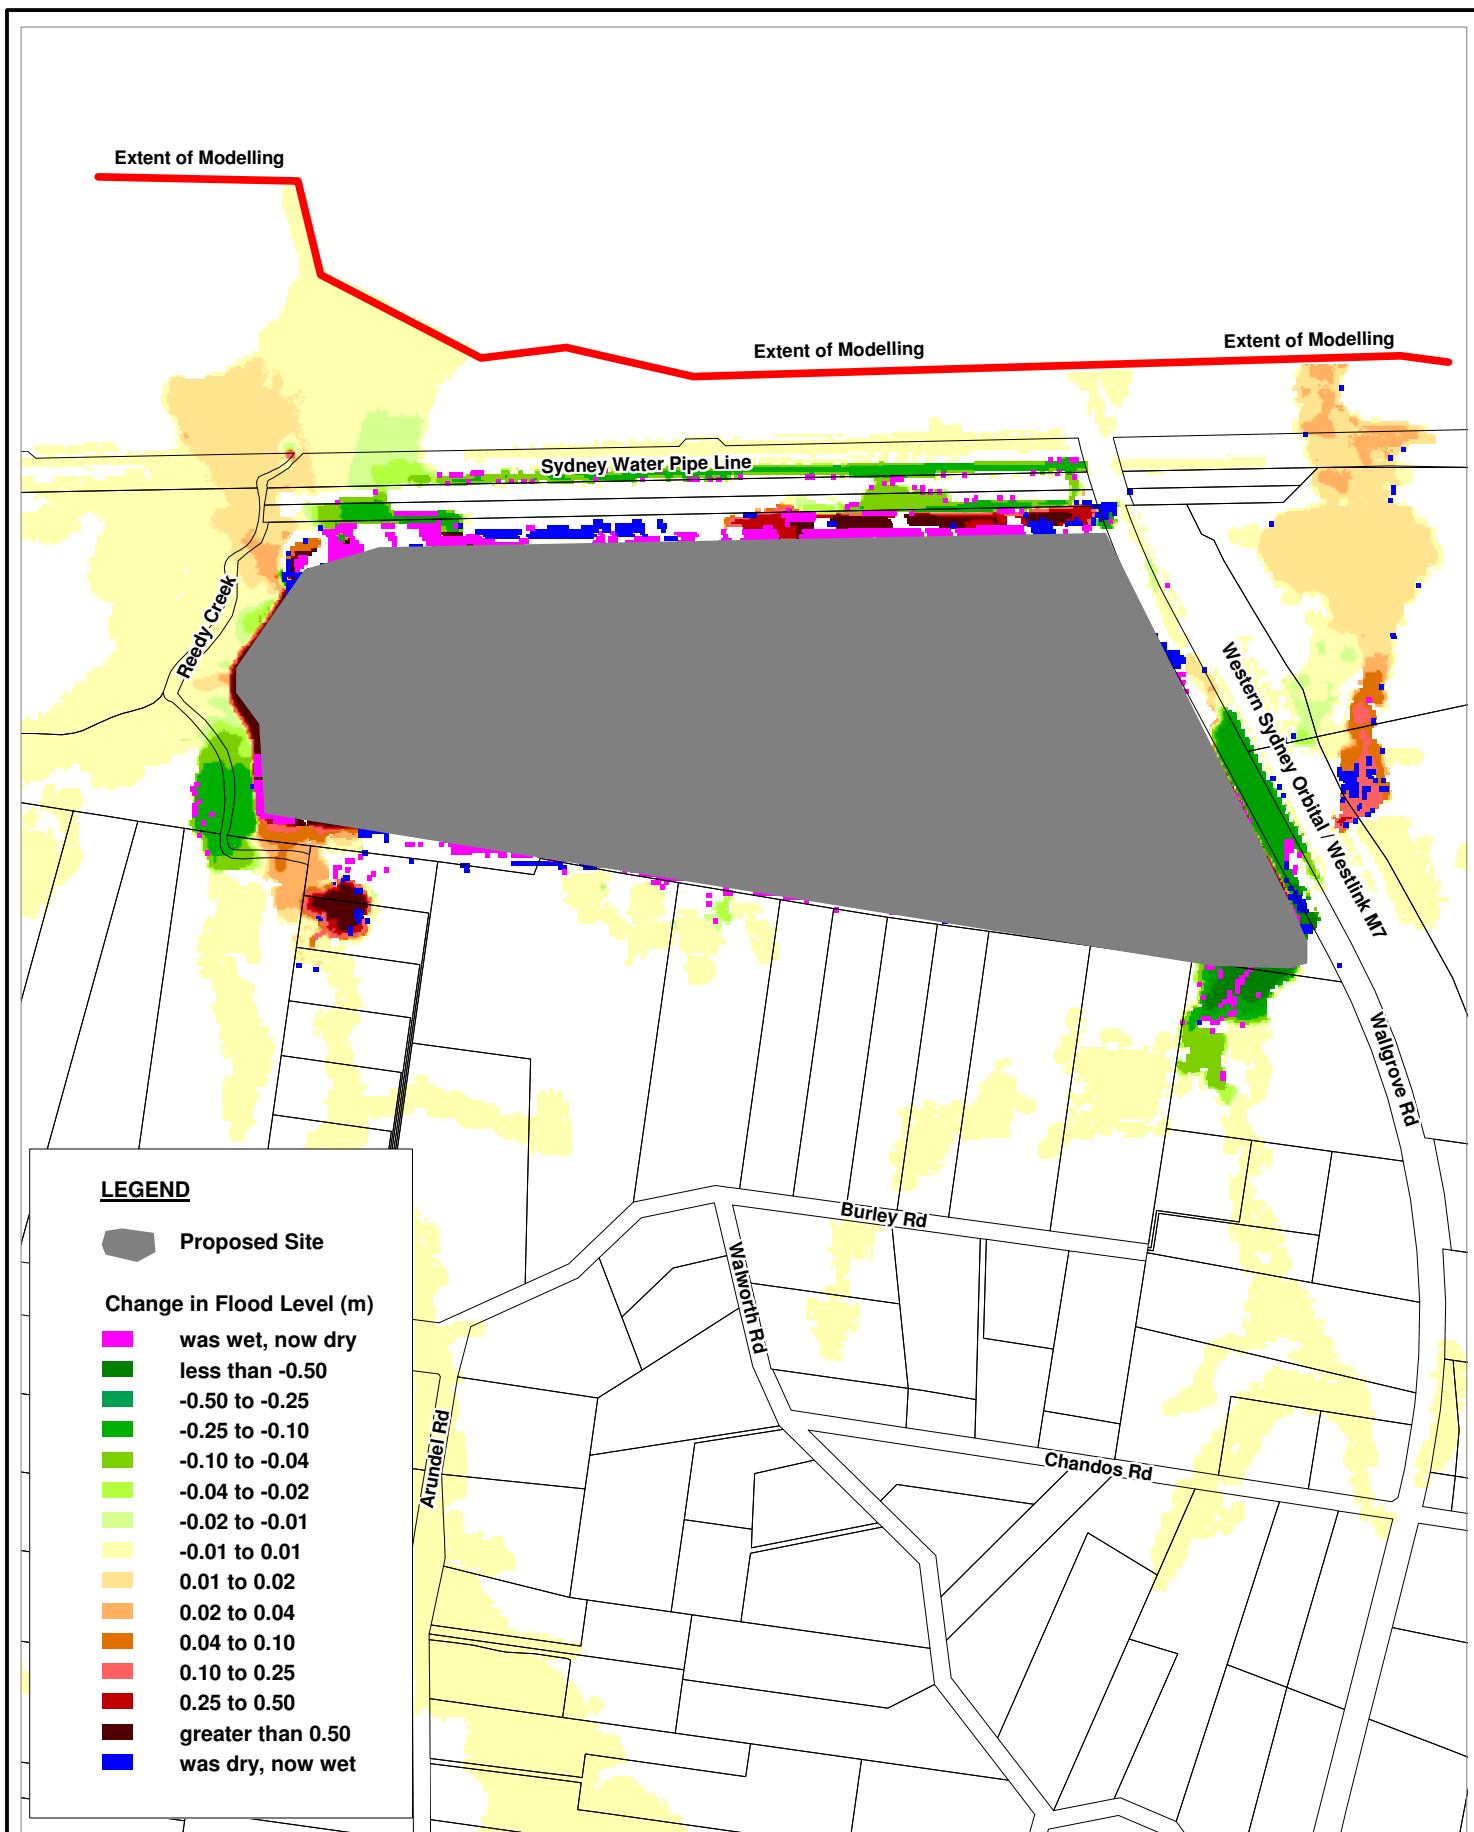 Extent of Modelling
Extent of Modelling
Extent of Modelling
Sydney Water Pipe Line
Reedy Creek
Western Sydney Orbital / Westlink M7
Wallgrove Rd
Burley Rd
Walworth Rd
Arundel Rd
Chandos Rd
LEGEND
Proposed Site
Change in Flood Level (m)
was wet, now dry
less than -0.50
-0.50 to -0.25
-0.25 to -0.10
-0.10 to -0.04
-0.04 to -0.02
-0.02 to -0.01
-0.01 to 0.01
0.01 to 0.02
0.02 to 0.04
0.04 to 0.10
0.10 to 0.25
0.25 to 0.50
greater than 0.50
was dry, now wet